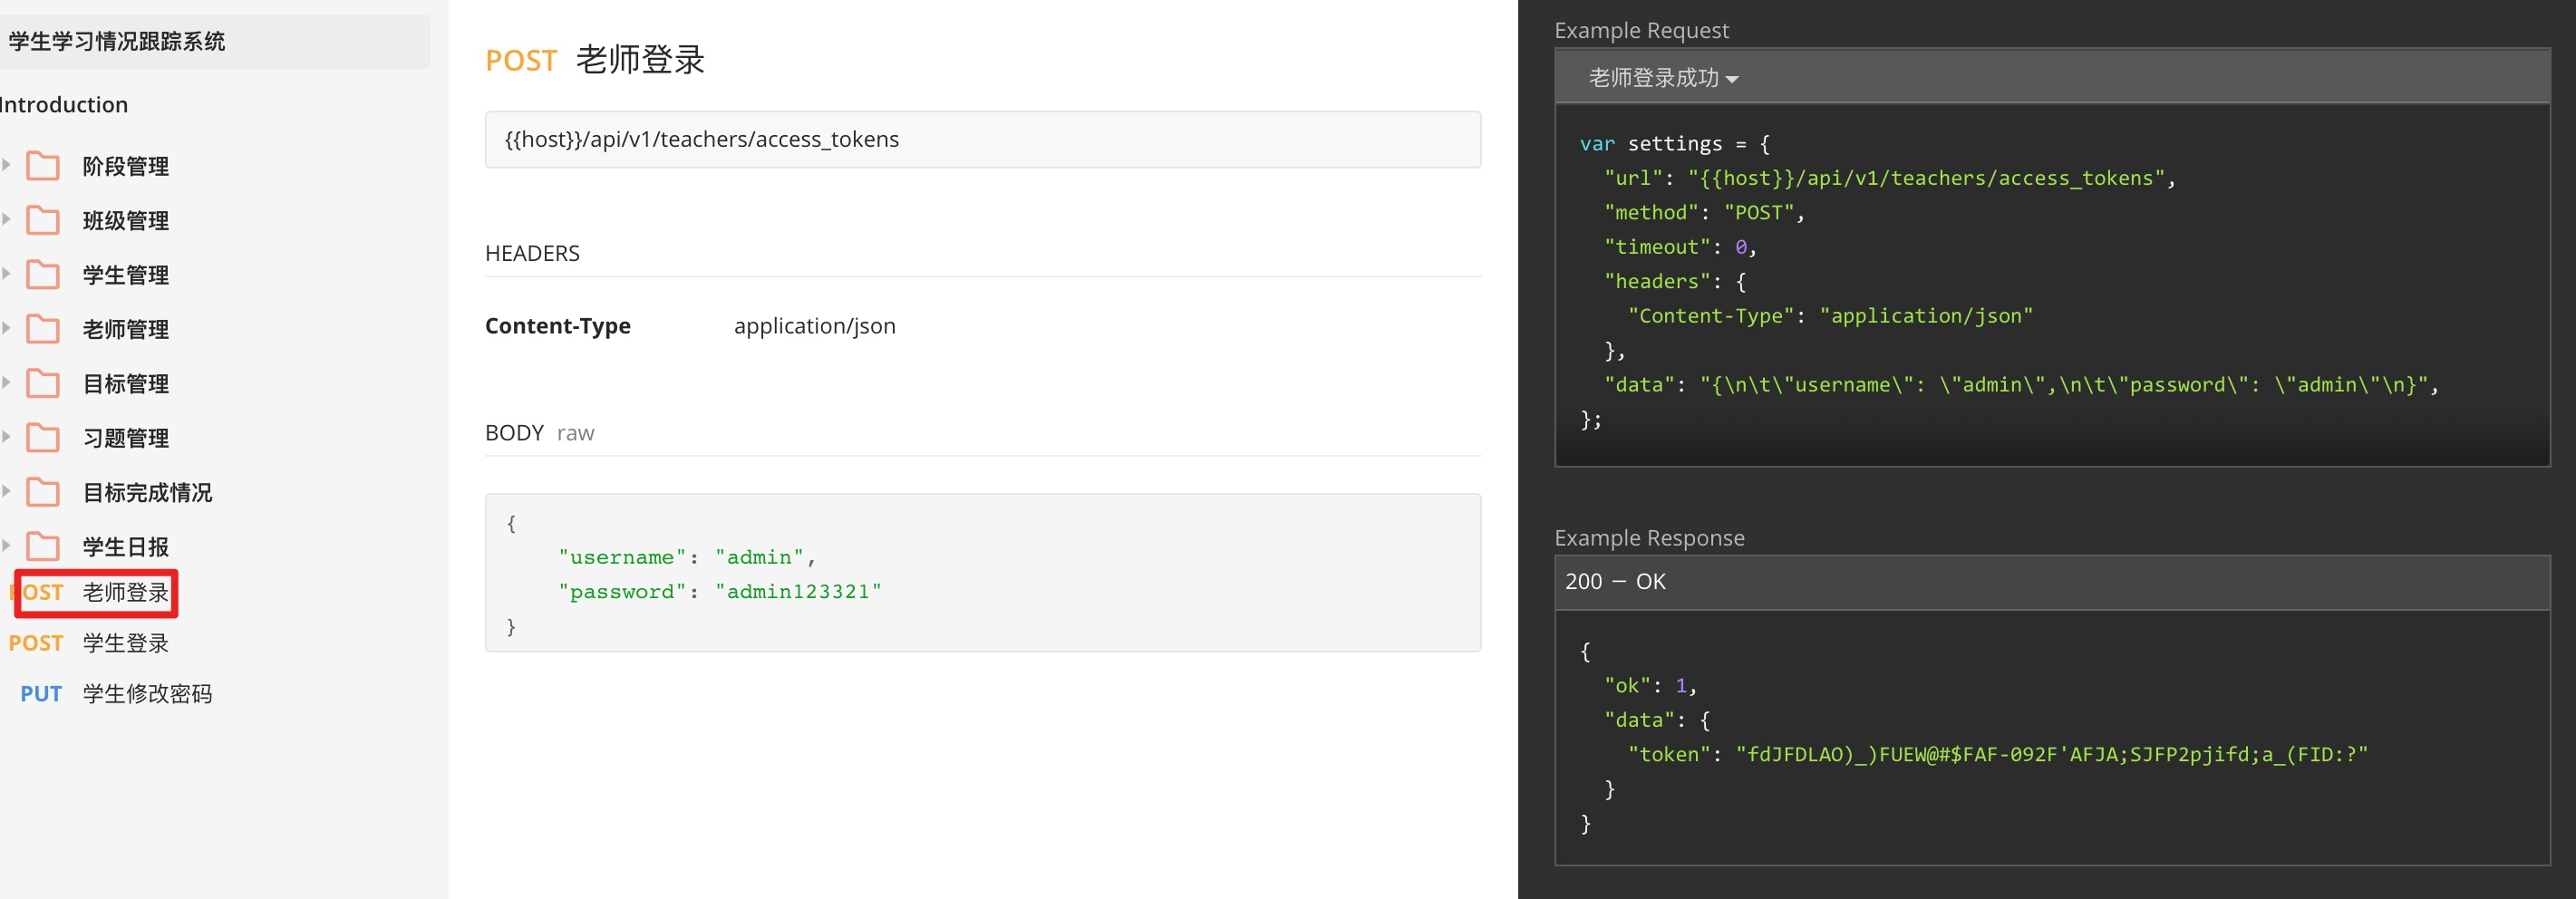 学生学习情况跟踪系统
Introduction
阶段管理
班级管理
学生管理
老师管理
目标管理
习题管理
目标完成情况
学生日报
POST 老师登录
POST 学生登录
PUT 学生修改密码
POST 老师登录
{{host}}/api/v1/teachers/access_tokens
HEADERS
Content-Type application/json
BODY raw
{
"username": "admin",
"password": "admin123321"
}
Example Request
老师登录成功
var settings = {
"url": "{{host}}/api/v1/teachers/access_tokens",
"method": "POST",
"timeout": 0,
"headers": {
"Content-Type": "application/json"
},
"data": "{\n\t\"username\": \"admin\",\n\t\"password\": \"admin\"\n}",
};
Example Response
200 − OK
{
"ok": 1,
"data": {
"token": "fdJFDLAO)_)FUEW@#$FAF-092F'AFJA;SJFP2pjifd;a_(FID:?"
}
}